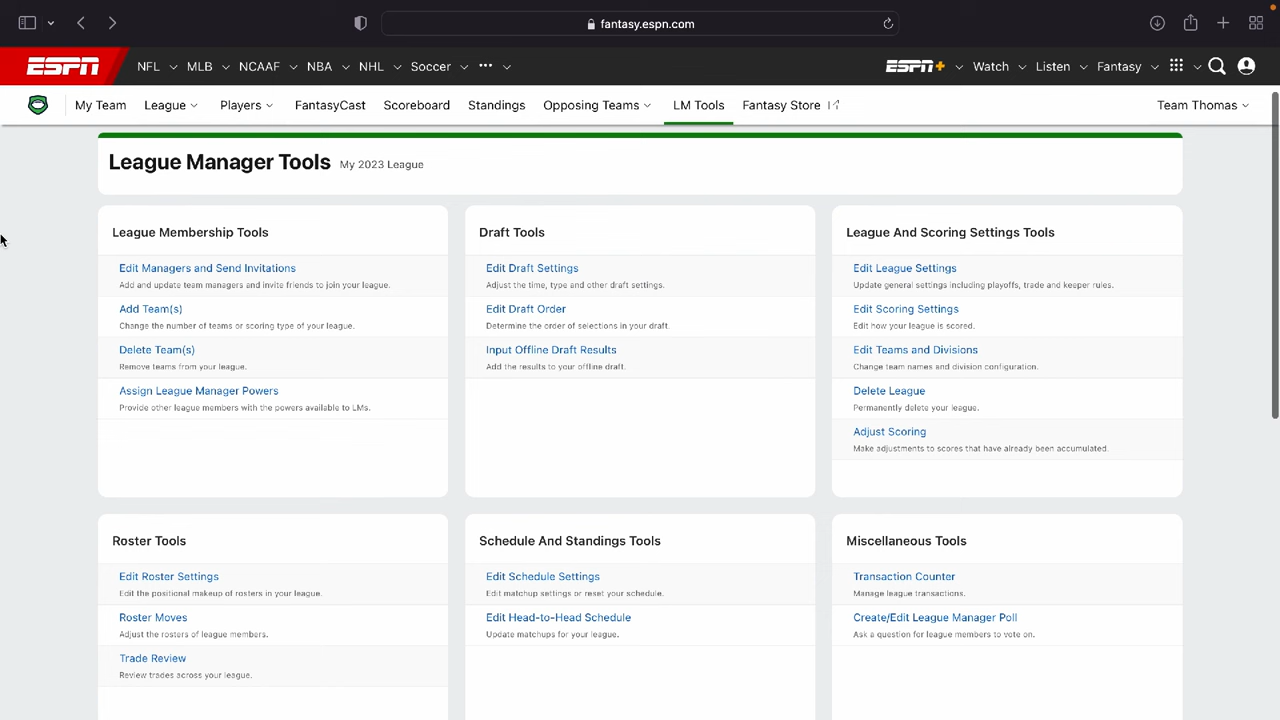 fantasy.espn.com
ESPN NFL MLB NCAAF NBA NHL Soccer ESPN+ Watch Listen Fantasy
My Team League Players FantasyCast Scoreboard Standings Opposing Teams LM Tools Fantasy Store Team Thomas
League Manager Tools My 2023 League
League Membership Tools
Edit Managers and Send Invitations
Add and update team managers and invite friends to join your league.
Add Team(s)
Change the number of teams or scoring type of your league.
Delete Team(s)
Remove teams from your league.
Assign League Manager Powers
Provide other league members with the powers available to LMs.
Draft Tools
Edit Draft Settings
Adjust the time, type and other draft settings.
Edit Draft Order
Determine the order of selections in your draft.
Input Offline Draft Results
Add the results to your offline draft.
League And Scoring Settings Tools
Edit League Settings
Update general settings including playoffs, trade and keeper rules.
Edit Scoring Settings
Edit how your league is scored.
Edit Teams and Divisions
Change team names and division configuration.
Delete League
Permanently delete your league.
Adjust Scoring
Make adjustments to scores that have already been accumulated.
Roster Tools
Edit Roster Settings
Edit the positional makeup of rosters in your league.
Roster Moves
Adjust the rosters of league members.
Trade Review
Review trades across your league.
Schedule And Standings Tools
Edit Schedule Settings
Edit matchup settings or reset your schedule.
Edit Head-to-Head Schedule
Update matchups for your league.
Miscellaneous Tools
Transaction Counter
Manage league transactions.
Create/Edit League Manager Poll
Ask a question for league members to vote on.